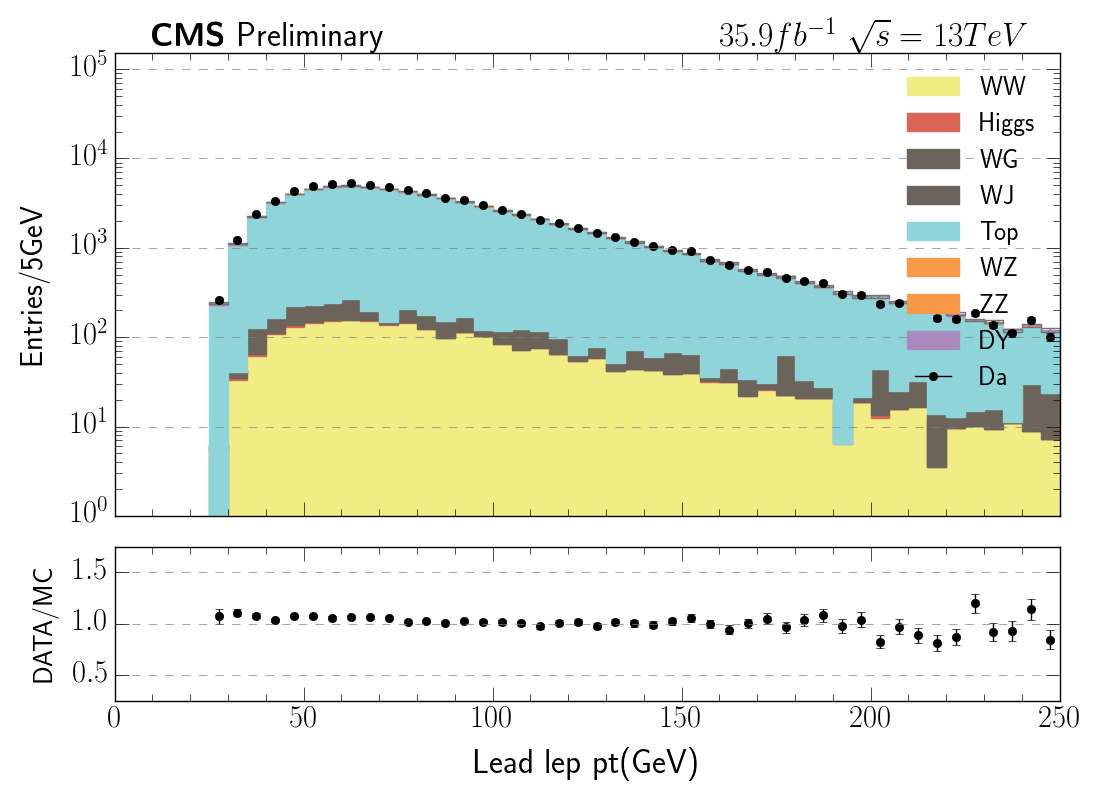 CMS Preliminary
35.9fb⁻¹ √s = 13TeV
Entries/5GeV
10⁵
10⁴
10³
10²
10¹
10⁰
WW
Higgs
WG
WJ
Top
WZ
ZZ
DY
Da
DATA/MC
1.5
1.0
0.5
0 50 100 150 200 250
Lead lep pt(GeV)